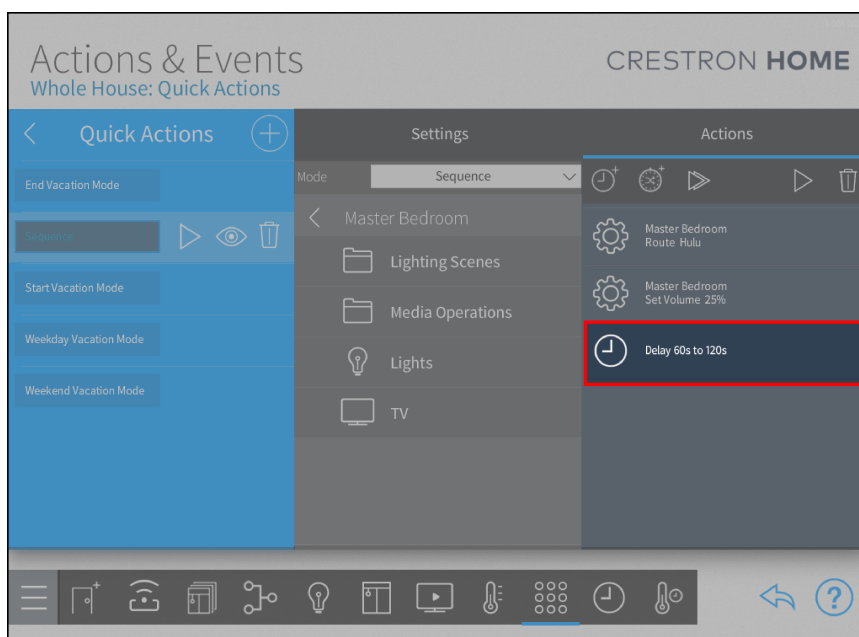 Actions & Events
CRESTRON HOME
Whole House: Quick Actions
Quick Actions
Settings
Actions
End Vacation Mode
Mode
Sequence
Sequence
Master Bedroom
Master Bedroom
Route Hulu
Lighting Scenes
Start Vacation Mode
Master Bedroom
Set Volume 25%
Media Operations
Weekday Vacation Mode
Delay 60s to 120s
Lights
Weekend Vacation Mode
TV
?